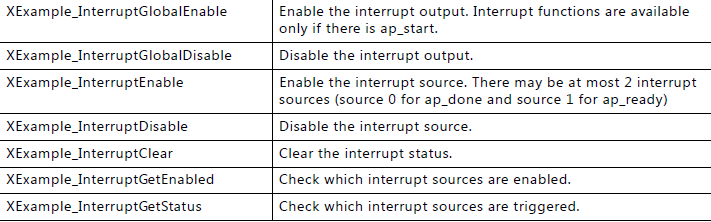 XExample_InterruptGlobalEnable Enable the interrupt output. Interrupt functions are available
only if there is ap_start.
XExample_InterruptGlobalDisable Disable the interrupt output.
XExample_InterruptEnable Enable the interrupt source. There may be at most 2 interrupt
sources (source 0 for ap_done and source 1 for ap_ready)
XExample_InterruptDisable Disable the interrupt source.
XExample_InterruptClear Clear the interrupt status.
XExample_InterruptGetEnabled Check which interrupt sources are enabled.
XExample_InterruptGetStatus Check which interrupt sources are triggered.